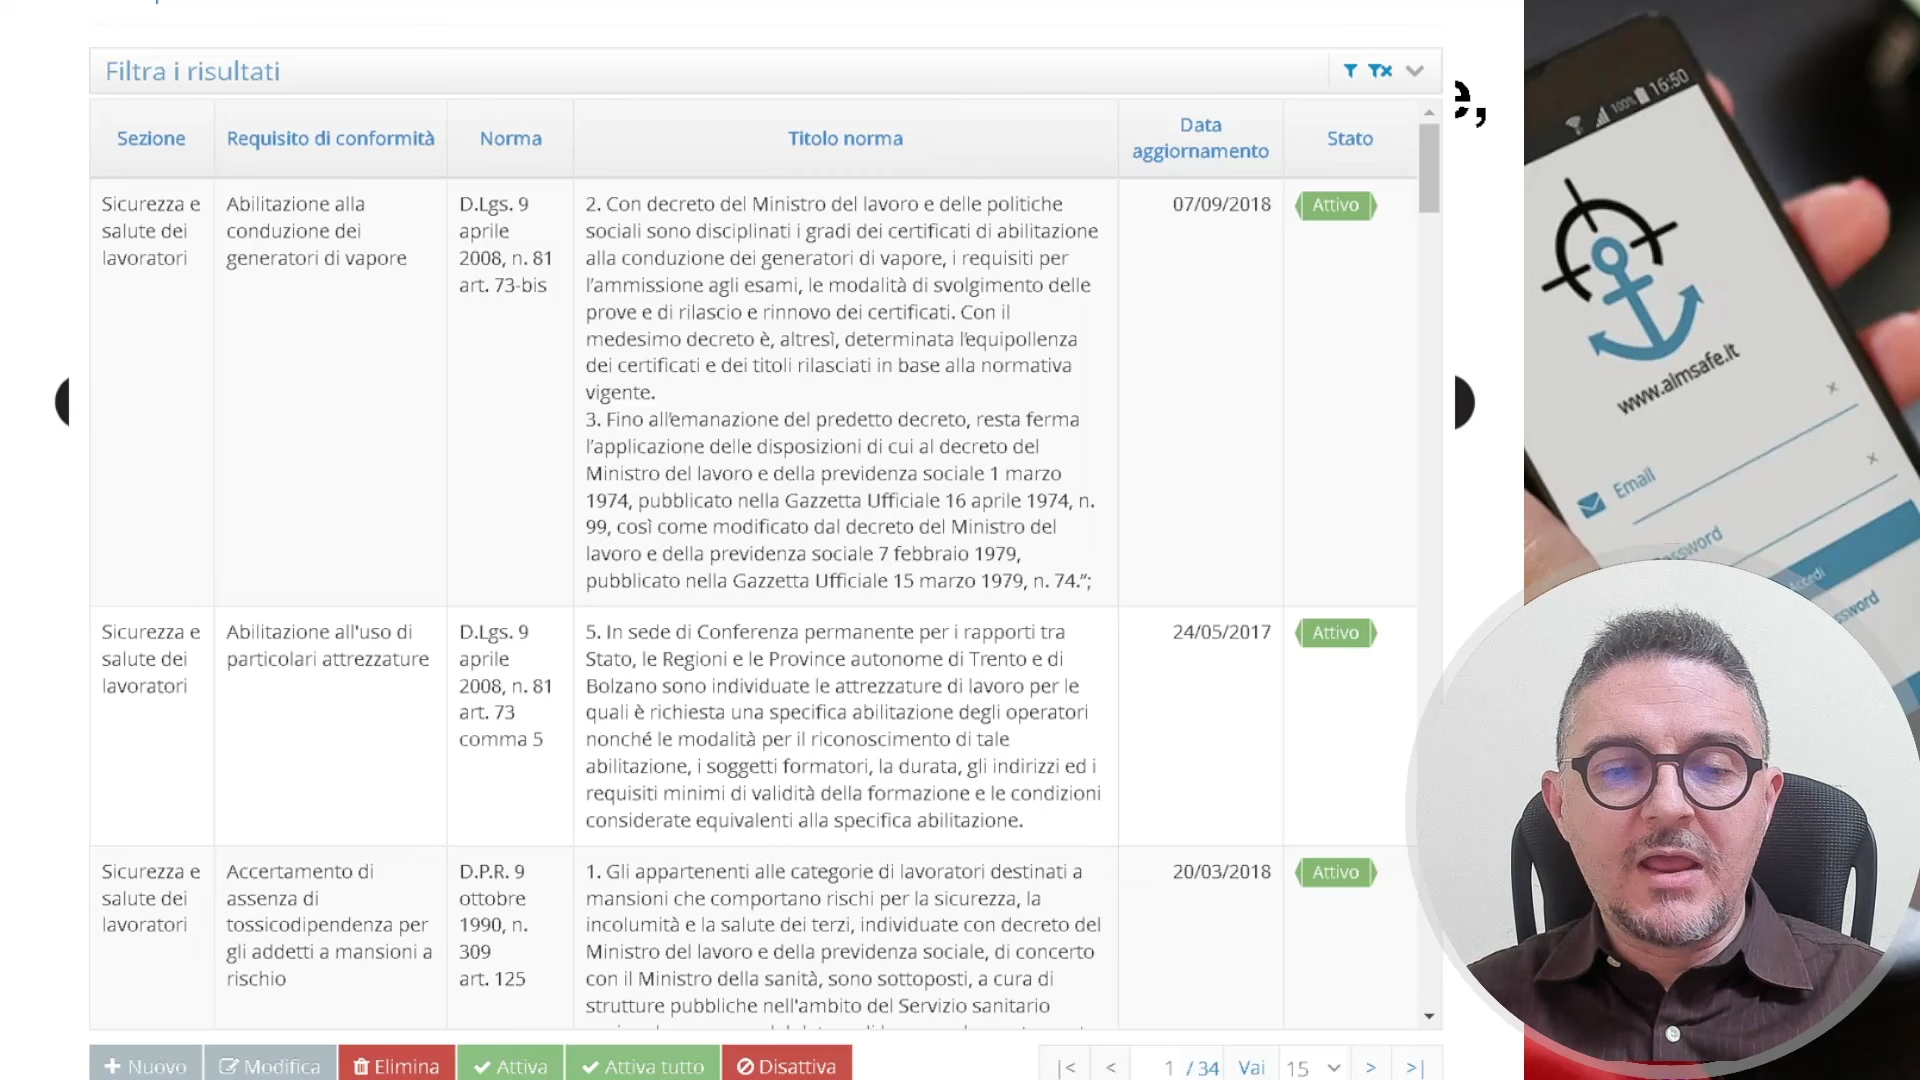 Filtra i risultati
e,
Sezione
Requisito di conformità
Norma
Titolo norma
Data
aggiornamento
Stato
Sicurezza e
salute dei
lavoratori
Abilitazione alla
conduzione dei
generatori di vapore
D.Lgs. 9
aprile
2008, n. 81
art. 73-bis
2. Con decreto del Ministro del lavoro e delle politiche
sociali sono disciplinati i gradi dei certificati di abilitazione
alla conduzione dei generatori di vapore, i requisiti per
l’ammissione agli esami, le modalità di svolgimento delle
prove e di rilascio e rinnovo dei certificati. Con il
medesimo decreto è, altresì, determinata l’equipollenza
dei certificati e dei titoli rilasciati in base alla normativa
vigente.
3. Fino all’emanazione del predetto decreto, resta ferma
l’applicazione delle disposizioni di cui al decreto del
Ministro del lavoro e della previdenza sociale 1 marzo
1974, pubblicato nella Gazzetta Ufficiale 16 aprile 1974, n.
99, così come modificato dal decreto del Ministro del
lavoro e della previdenza sociale 7 febbraio 1979,
pubblicato nella Gazzetta Ufficiale 15 marzo 1979, n. 74.”;
07/09/2018
Attivo
Sicurezza e
salute dei
lavoratori
Abilitazione all'uso di
particolari attrezzature
D.Lgs. 9
aprile
2008, n. 81
art. 73
comma 5
5. In sede di Conferenza permanente per i rapporti tra
Stato, le Regioni e le Province autonome di Trento e di
Bolzano sono individuate le attrezzature di lavoro per le
quali è richiesta una specifica abilitazione degli operatori
nonché le modalità per il riconoscimento di tale
abilitazione, i soggetti formatori, la durata, gli indirizzi ed i
requisiti minimi di validità della formazione e le condizioni
considerate equivalenti alla specifica abilitazione.
24/05/2017
Attivo
Sicurezza e
salute dei
lavoratori
Accertamento di
assenza di
tossicodipendenza per
gli addetti a mansioni a
rischio
D.P.R. 9
ottobre
1990, n.
309
art. 125
1. Gli appartenenti alle categorie di lavoratori destinati a
mansioni che comportano rischi per la sicurezza, la
incolumità e la salute dei terzi, individuate con decreto del
Ministro del lavoro e della previdenza sociale, di concerto
con il Ministro della sanità, sono sottoposti, a cura di
strutture pubbliche nell'ambito del Servizio sanitario
20/03/2018
Attivo
Nuovo
Modifica
Elimina
Attiva
Attiva tutto
Disattiva
|< < 1 / 34 Vai 15 > >|
100% 16:50
www.aimsafe.it
Email
Accedi